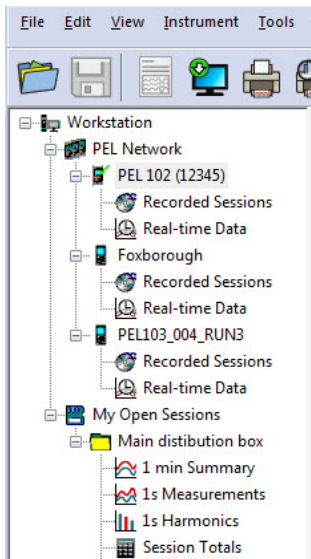 File Edit View Instrument Tools
Workstation
PEL Network
PEL 102 (12345)
Recorded Sessions
Real-time Data
Foxborough
Recorded Sessions
Real-time Data
PEL103_004_RUN3
Recorded Sessions
Real-time Data
My Open Sessions
Main distibution box
1 min Summary
1s Measurements
1s Harmonics
Session Totals